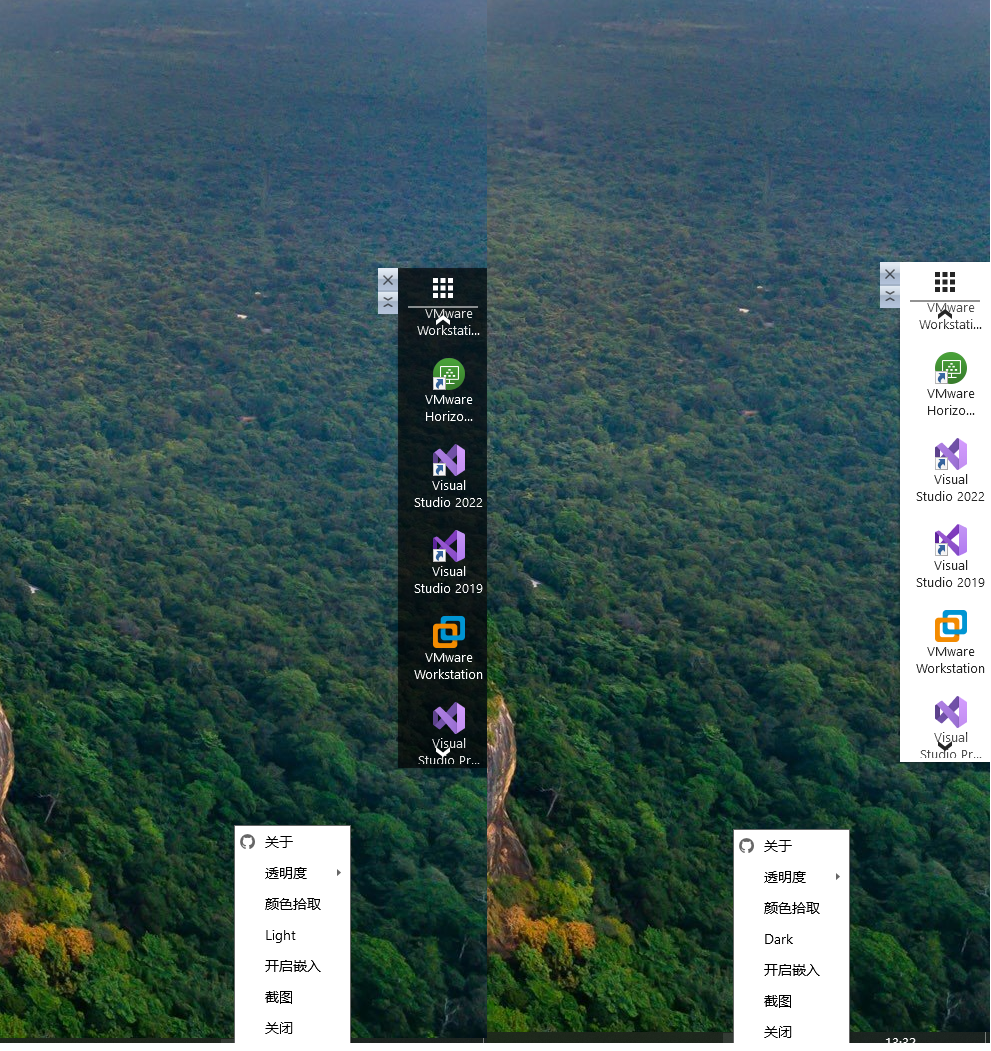 VMware
Workstati...
VMware
Horizo...
Visual
Studio 2022
Visual
Studio 2019
VMware
Workstation
Visual
Studio Pr...
关于
透明度
颜色拾取
Light
开启嵌入
截图
关闭
VMware
Workstati...
VMware
Horizo...
Visual
Studio 2022
Visual
Studio 2019
VMware
Workstation
Visual
Studio Pr...
关于
透明度
颜色拾取
Dark
开启嵌入
截图
关闭